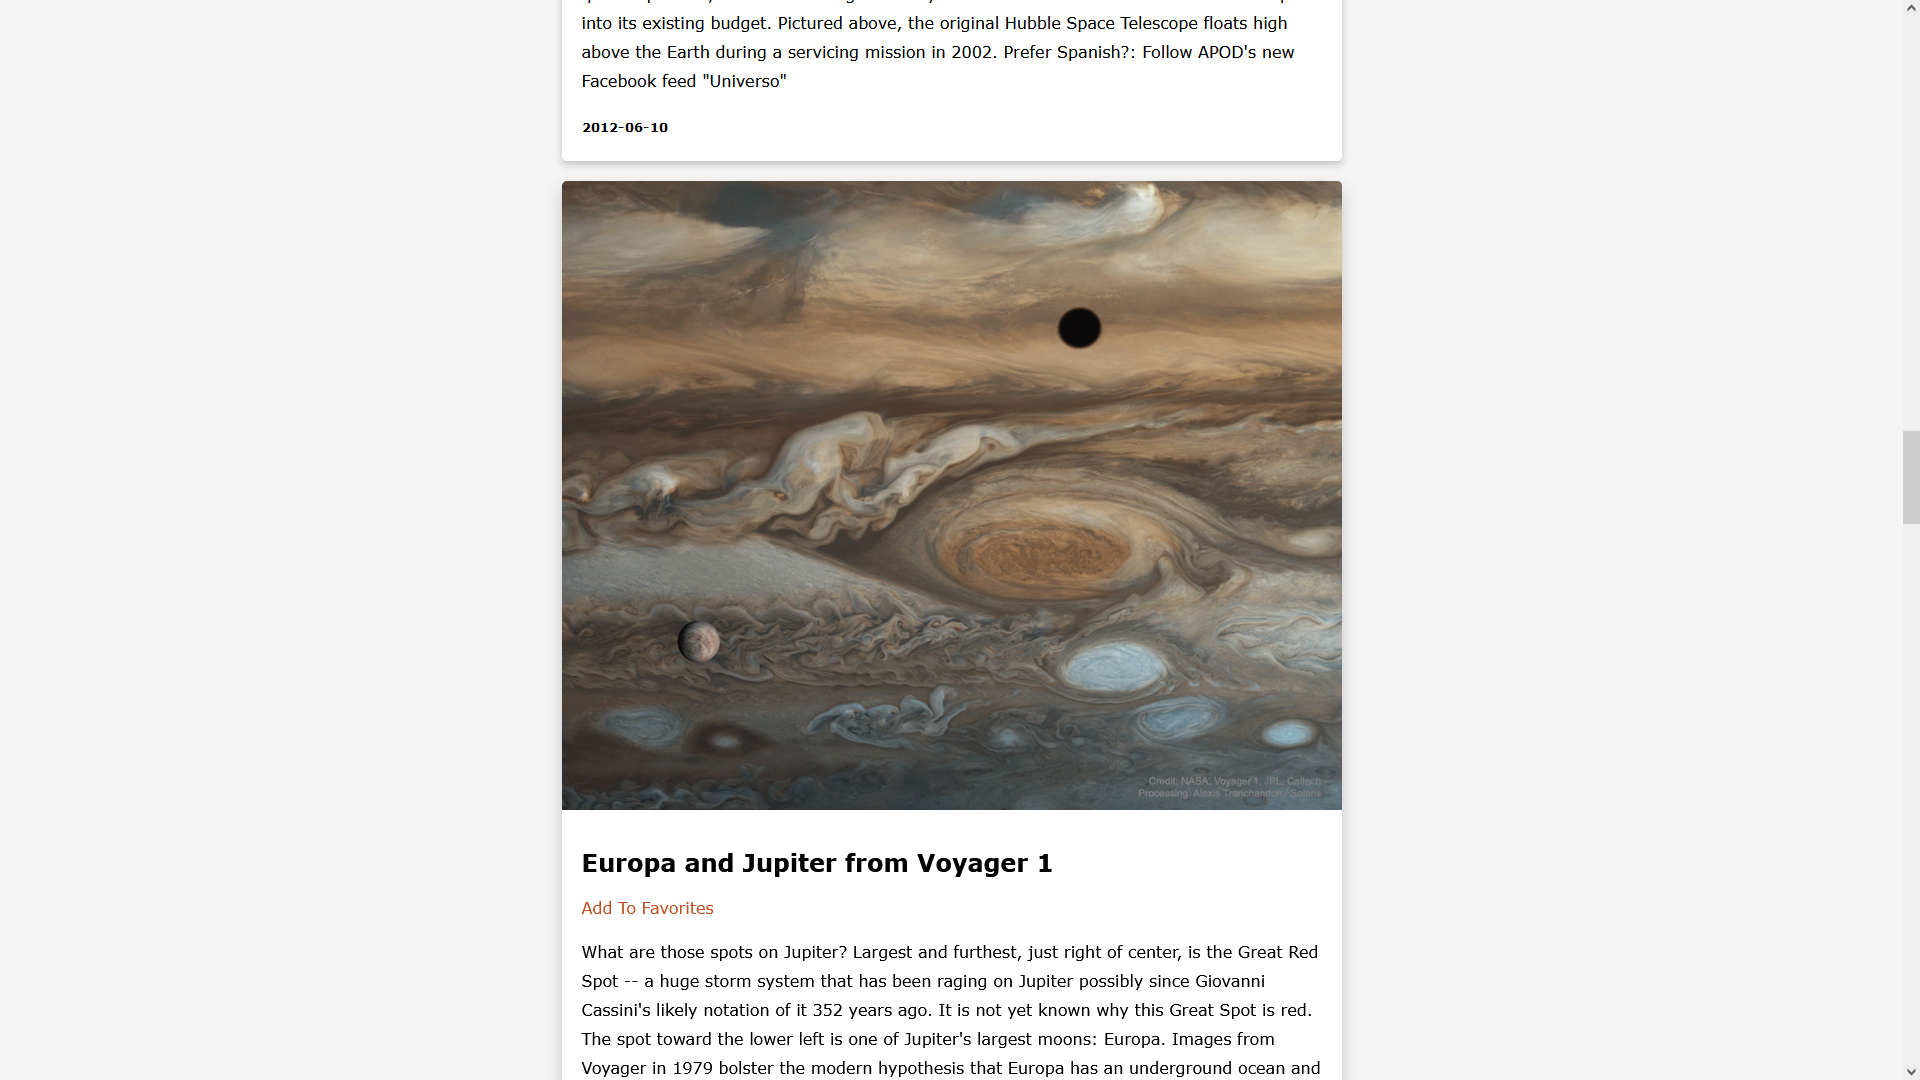 into its existing budget. Pictured above, the original Hubble Space Telescope floats high
above the Earth during a servicing mission in 2002. Prefer Spanish?: Follow APOD's new
Facebook feed "Universo"
2012-06-10
Credit: NASA, Voyager 1, JPL, Caltech
Processing: Alexis Tranchandon / Solaris
Europa and Jupiter from Voyager 1
Add To Favorites
What are those spots on Jupiter? Largest and furthest, just right of center, is the Great Red
Spot -- a huge storm system that has been raging on Jupiter possibly since Giovanni
Cassini's likely notation of it 352 years ago. It is not yet known why this Great Spot is red.
The spot toward the lower left is one of Jupiter's largest moons: Europa. Images from
Voyager in 1979 bolster the modern hypothesis that Europa has an underground ocean and